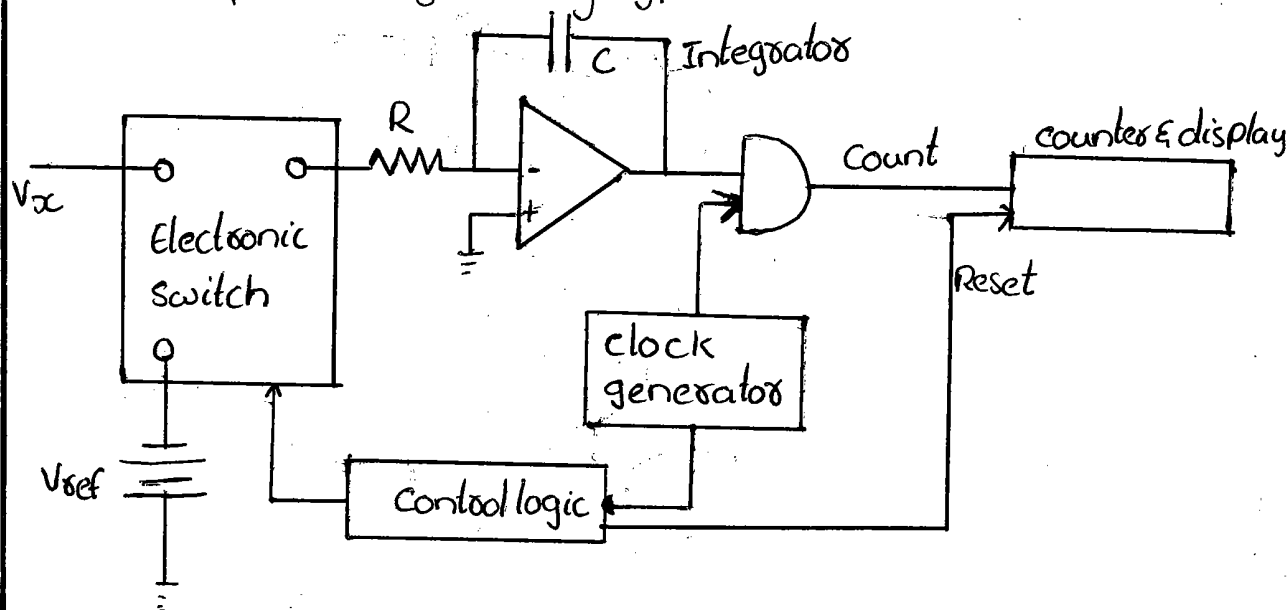 C
Integrator
R
counter & display
Count
Vx
-
+
Electronic
Switch
Reset
Clock
generator
Vref
Control logic